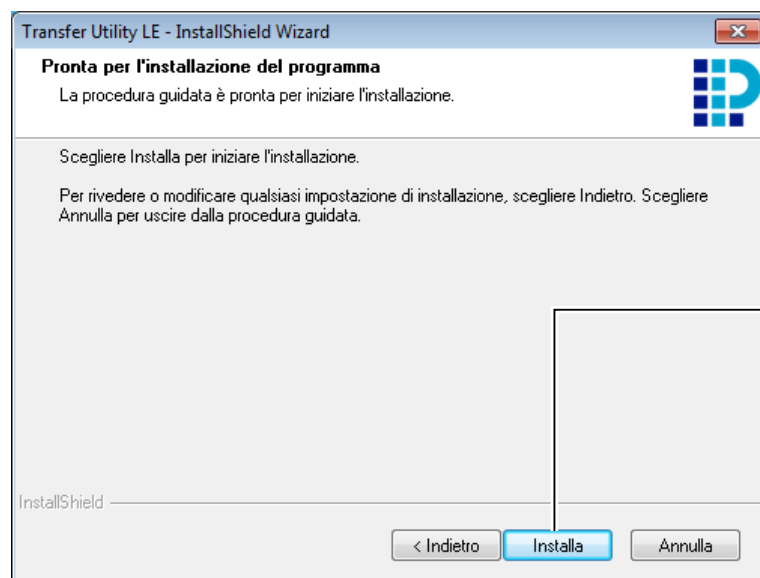 Transfer Utility LE - InstallShield Wizard
Pronta per l'installazione del programma
La procedura guidata è pronta per iniziare l'installazione.
Scegliere Installa per iniziare l'installazione.
Per rivedere o modificare qualsiasi impostazione di installazione, scegliere Indietro. Scegliere
Annulla per uscire dalla procedura guidata.
InstallShield
< Indietro Installa Annulla